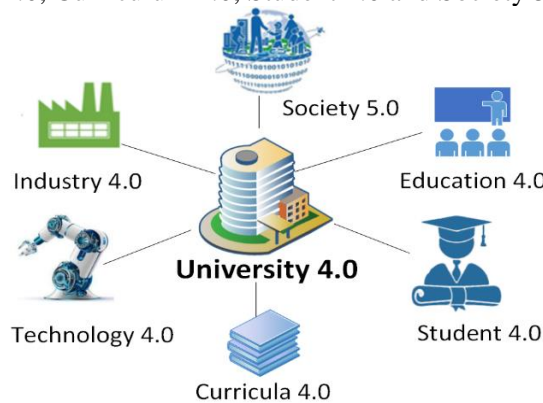 Society 5.0
Industry 4.0
Education 4.0
University 4.0
Technology 4.0
Student 4.0
Curricula 4.0